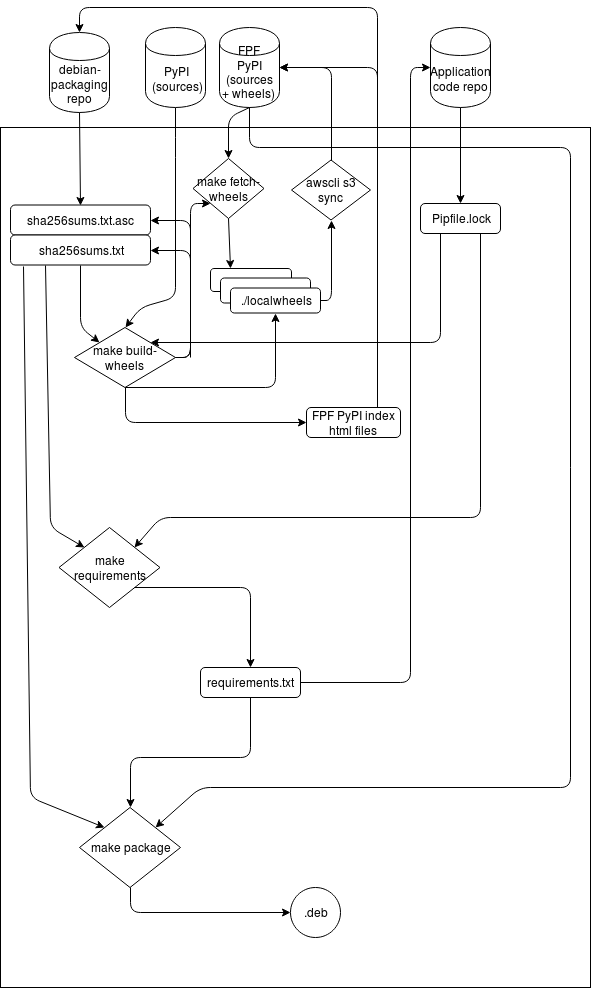 debian-
packaging
repo
PyPI
(sources)
FPF
PyPI
(sources
+ wheels)
Application
code repo
make fetch-
wheels
awscli s3
sync
sha256sums.txt.asc
sha256sums.txt
Pipfile.lock
./localwheels
make build-
wheels
FPF PyPI index
html files
make
requirements
requirements.txt
make package
.deb